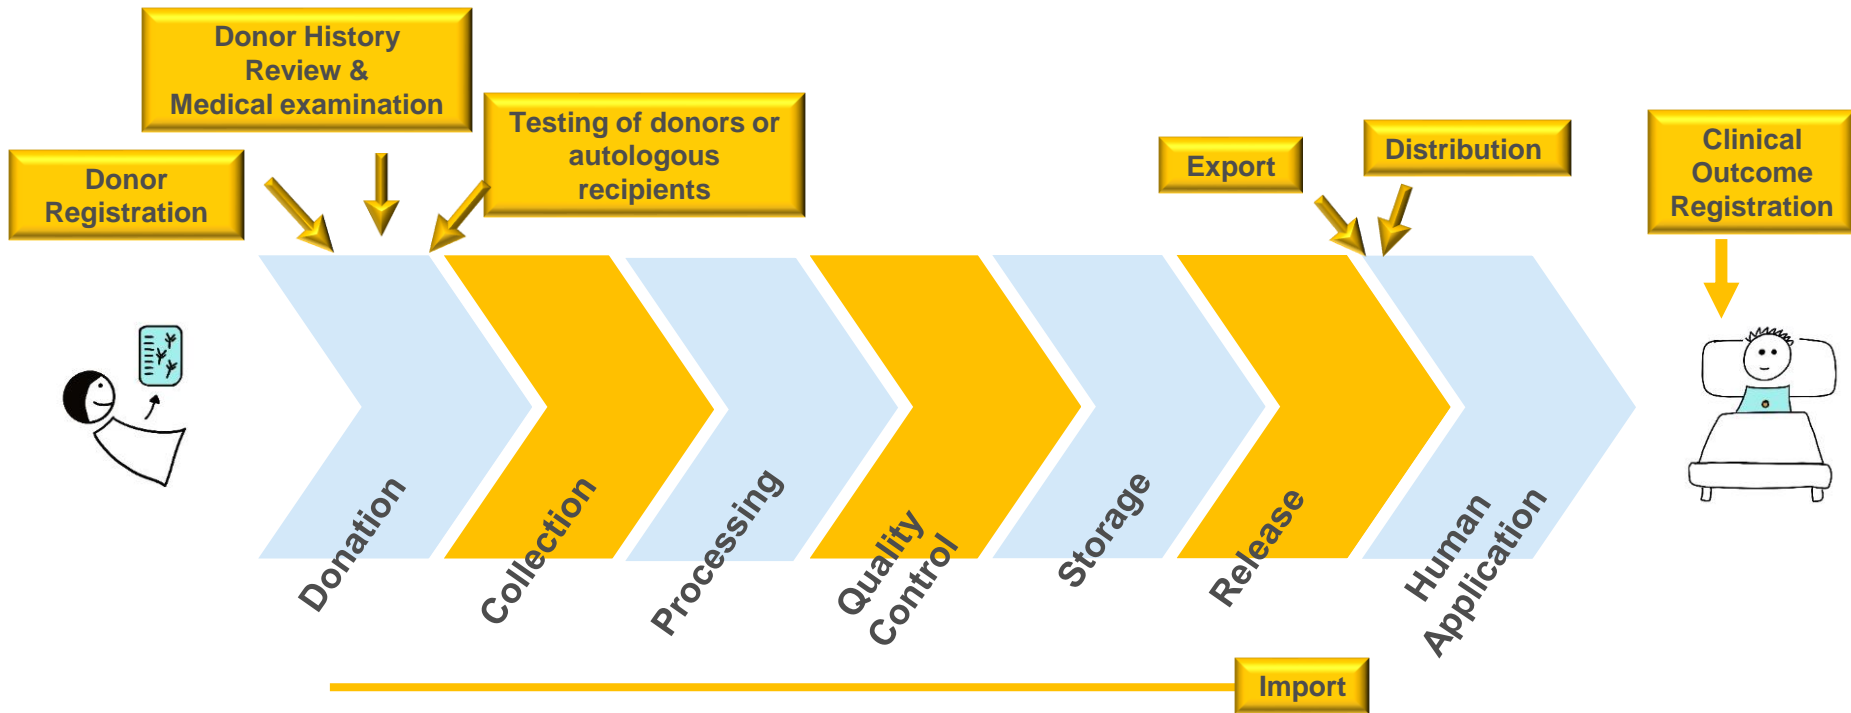 Donor History
Review &
Medical examination
Testing of donors or
autologous
recipients
Donor
Registration
Export
Distribution
Clinical
Outcome
Registration
Donation
Collection
Processing
Quality
Control
Storage
Release
Human
Application
Import